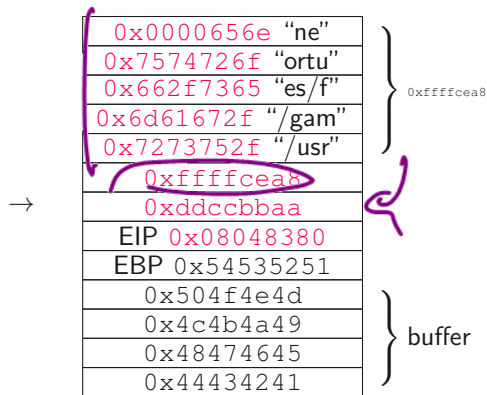 0x0000656e “ne”
0x7574726f “ortu”
0x662f7365 “es/f”
0x6d61672f “/gam”
0x7273752f “/usr”
0xffffcea8
0xffffcea8
→ 0xddccbbaa
EIP 0x08048380
EBP 0x54535251
0x504f4e4d
0x4c4b4a49
buffer
0x48474645
0x44434241